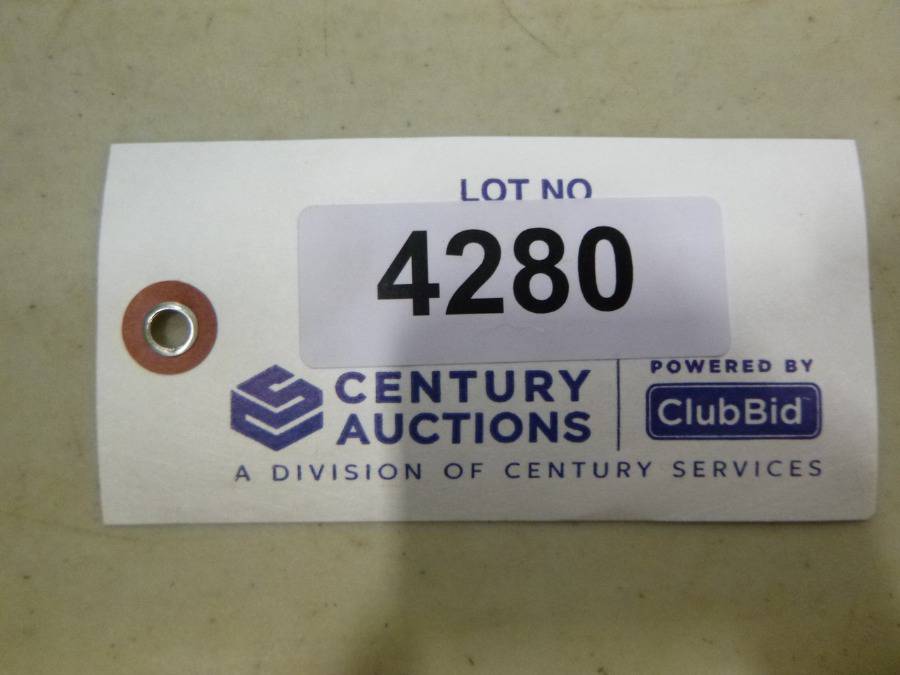 LOT NO
4280
CENTURY
AUCTIONS
POWERED BY
ClubBid
A DIVISION OF CENTURY SERVICES